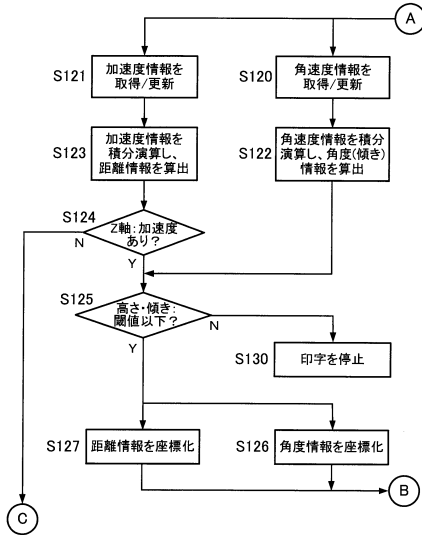 A
S121
加速度情報を
取得/更新
S120
角速度情報を
取得/更新
S123
加速度情報を
積分演算し、
距離情報を算出
S122
角速度情報を積分
演算し、角度(傾き)
情報を算出
S124
Z軸:加速度
あり?
N
Y
S125
高さ・傾き:
閾値以下?
N
Y
S130
印字を停止
S127
距離情報を座標化
S126
角度情報を座標化
B
C